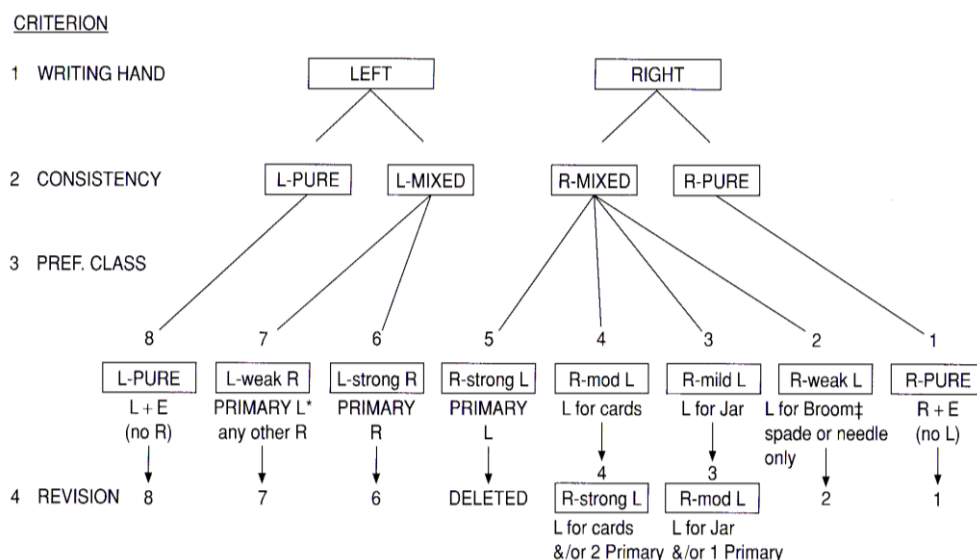 CRITERION
1 WRITING HAND LEFT RIGHT
2 CONSISTENCY L-PURE L-MIXED R-MIXED R-PURE
3 PREF. CLASS
8 7 6 5 4 3 2 1
L-PURE L-weak R L-strong R R-strong L R-mod L R-mild L R-weak L R-PURE
L + E PRIMARY L* PRIMARY PRIMARY L for cards L for Jar L for Broom‡ R + E
(no R) any other R R L spade or needle (no L)
only
4 3
4 REVISION 8 7 6 DELETED R-strong L R-mod L 2 1
L for cards L for Jar
&/or 2 Primary &/or 1 Primary